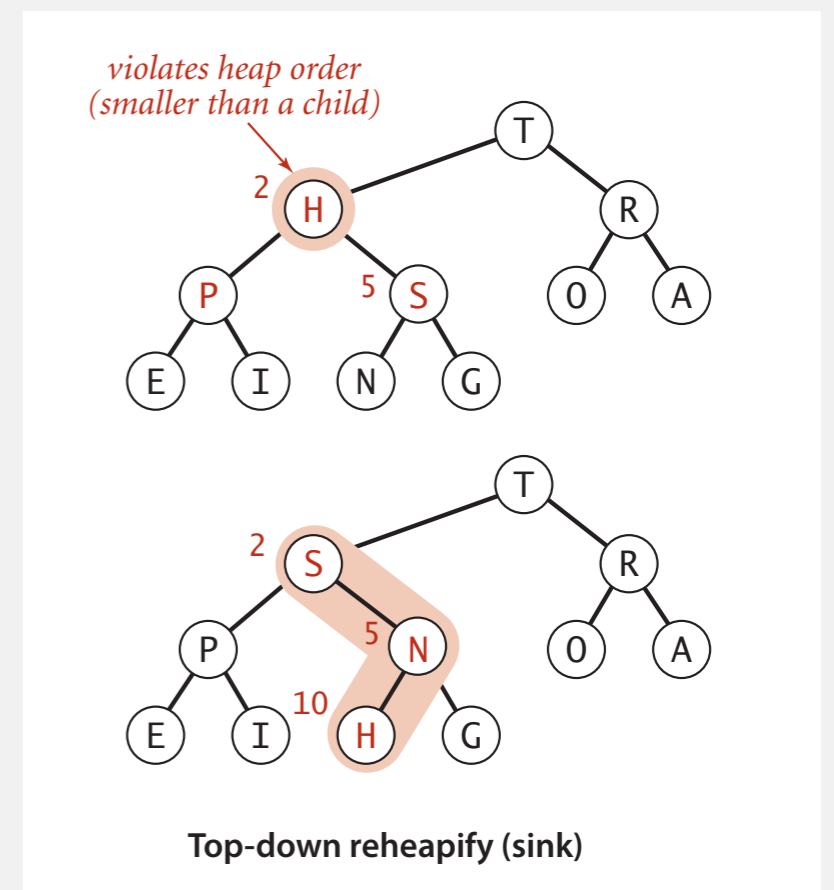 violates heap order
(smaller than a child)
T
2 H R
P 5 S O A
E I N G
T
2 S R
P 5 N O A
10
E I H G
Top-down reheapify (sink)